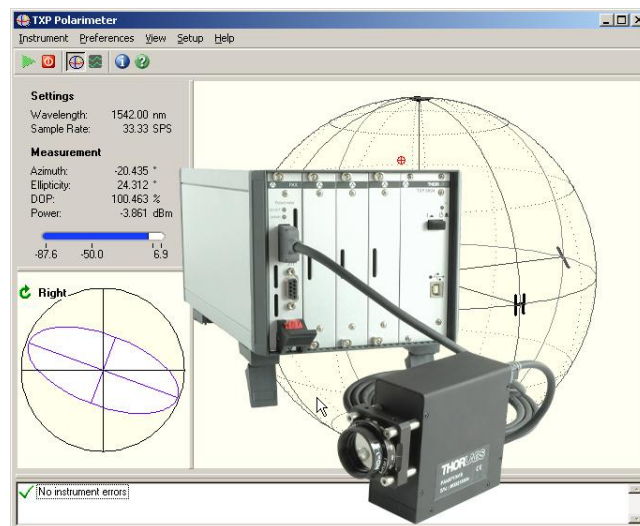 TXP Polarimeter
Instrument Preferences View Setup Help
Settings
Wavelength: 1542.00 nm
Sample Rate: 33.33 SPS
Measurement
Azimuth: -20.435 °
Ellipticity: 24.312 °
DOP: 100.463 %
Power: -3.861 dBm
-87.6 -50.0 6.9
Right
H
THORLABS
No instrument errors